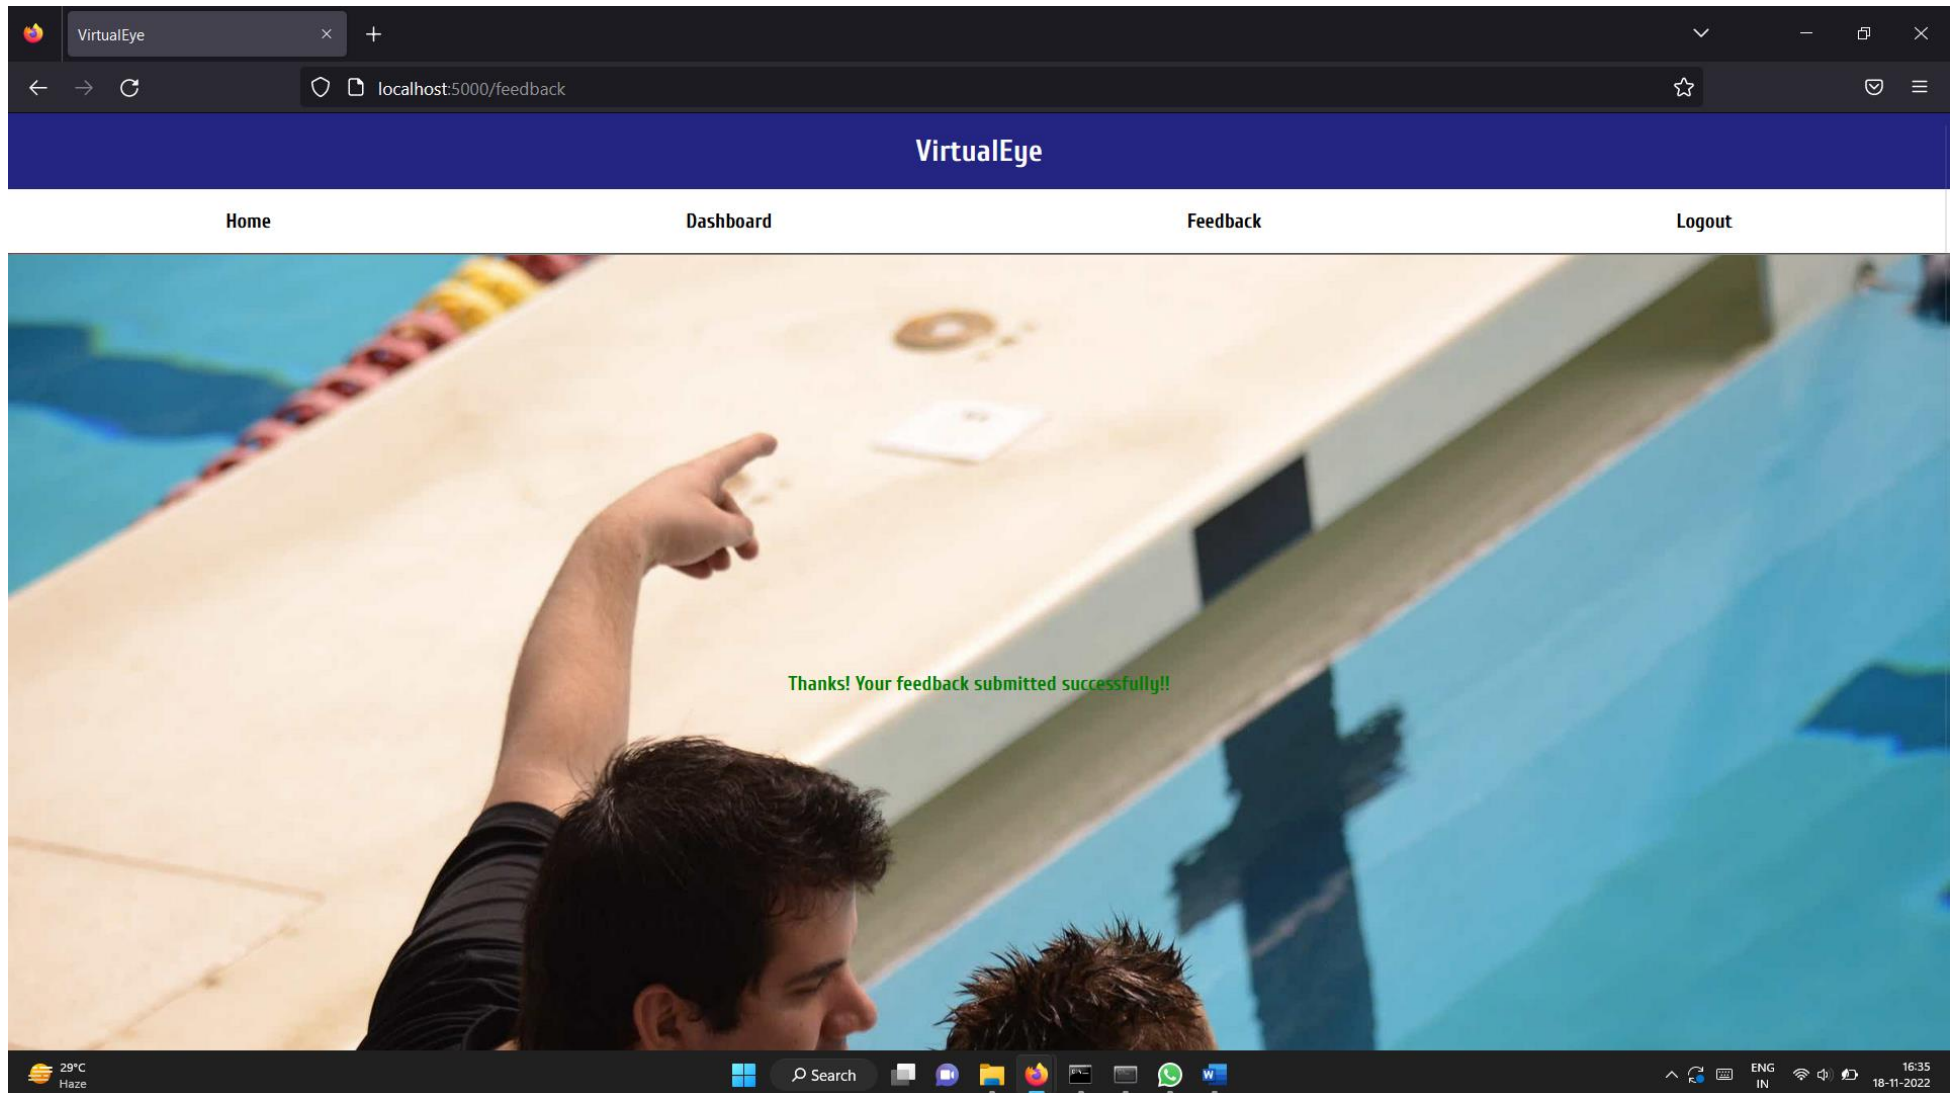 VirtualEye
localhost:5000/feedback
VirtualEye
Home Dashboard Feedback Logout
Thanks! Your feedback submitted successfully!!
29°C
Haze
Search
ENG
IN
16:35
18-11-2022